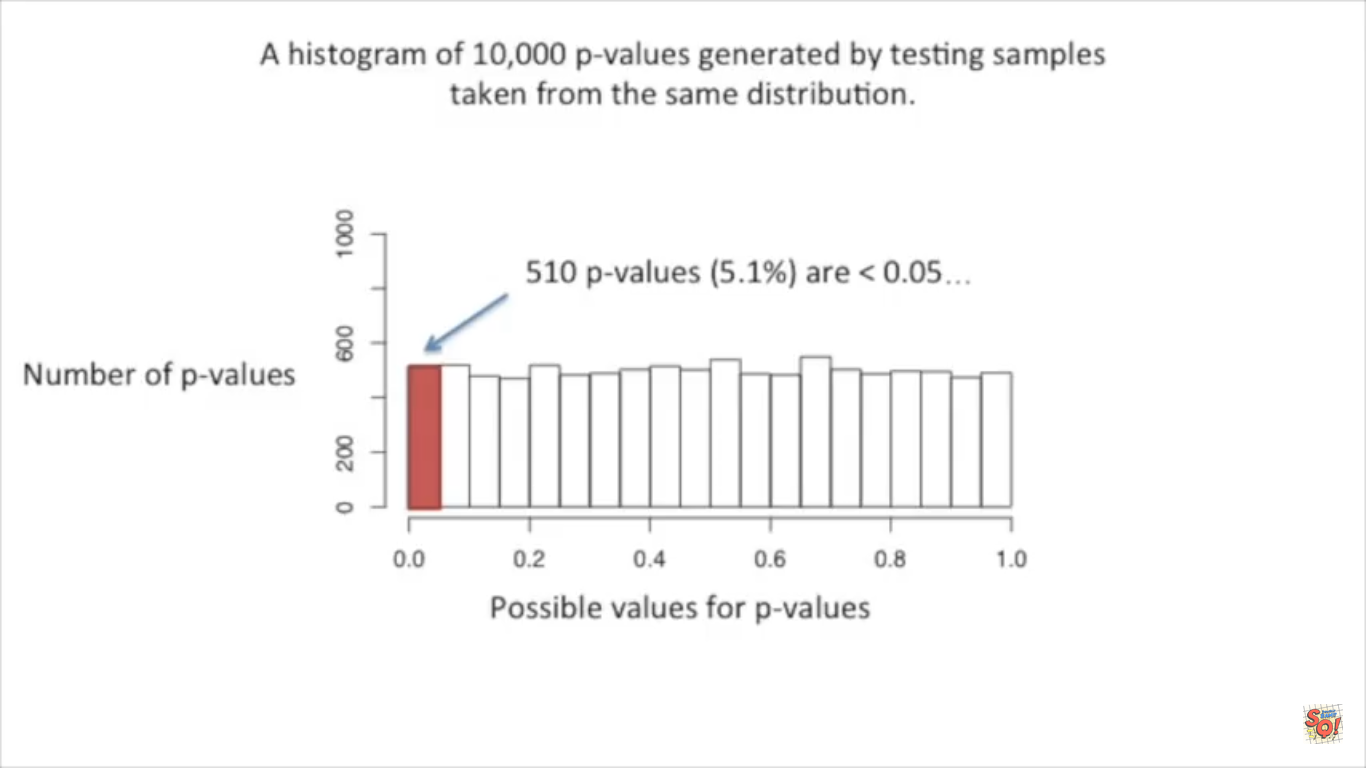 A histogram of 10,000 p-values generated by testing samples
taken from the same distribution.
1000
510 p-values (5.1%) are < 0.05…
600
Number of p-values
200
0
0.0 0.2 0.4 0.6 0.8 1.0
Possible values for p-values
SQ!